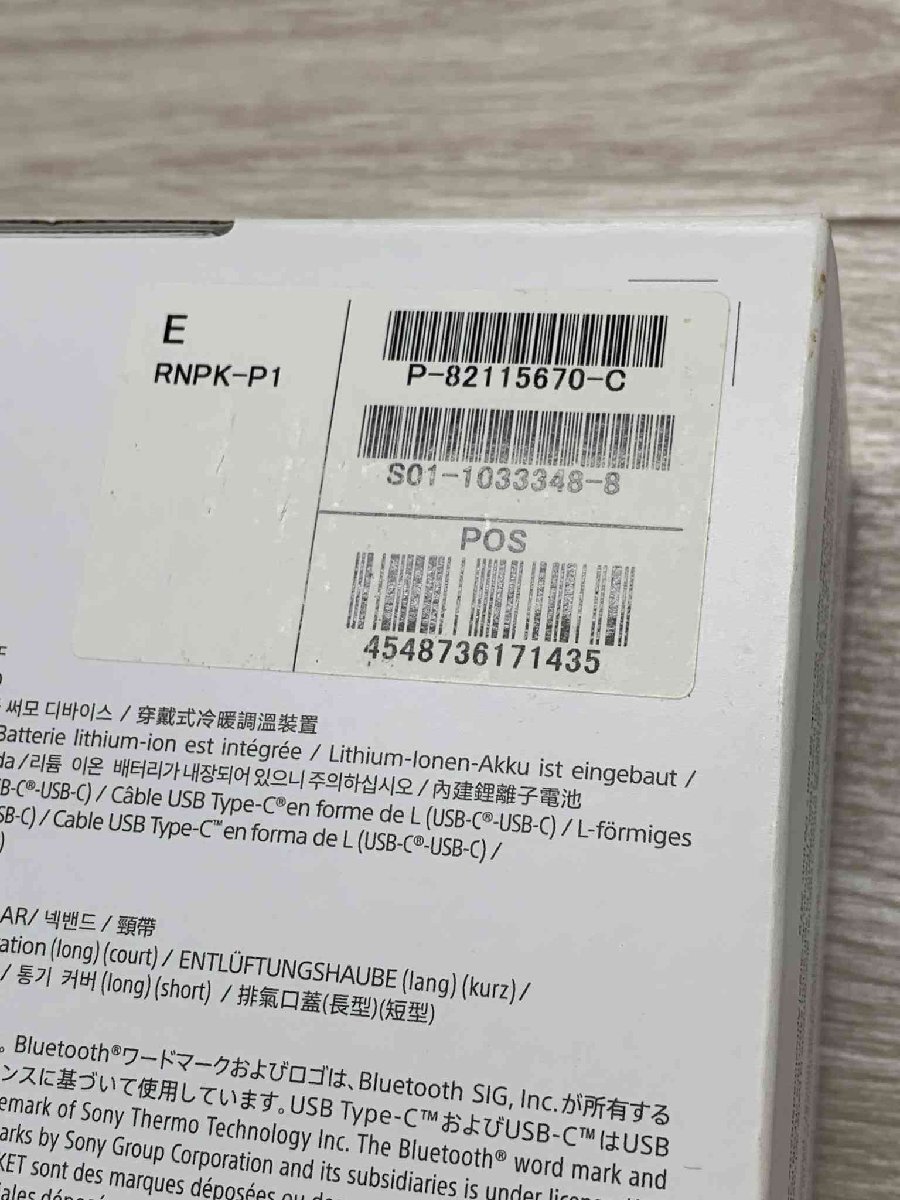 E
RNPK-P1
P-82115670-C
S01-1033348-8
POS
4548736171435
써모 디바이스 / 穿戴式冷暖調溫裝置
Batterie lithium-ion est intégrée / Lithium-Ionen-Akku ist eingebaut /
/리튬 이온 배터리가 내장되어 있으니 주의하십시오 / 內建鋰離子電池
-USB-C) / Câble USB Type-C®en forme de L (USB-C®-USB-C) / L-förmiges
/ Cable USB Type-C™en forma de L (USB-C®-USB-C) /
)
/ 넥밴드 / 頸帶
(long) (court) / ENTLÜFTUNGSHAUBE (lang) (kurz) /
/ 통기 커버 (long) (short) / 排氣口蓋(長型)(短型)
。Bluetooth®ワードマークおよびロゴは、Bluetooth SIG, Inc.が所有する
ンスに基づいて使用しています。USB Type-C™およびUSB-C™はUSB
of Sony Thermo Technology Inc. The Bluetooth® word mark and
by Sony Group Corporation and its subsidiaries is under
sont des marques déposées ou